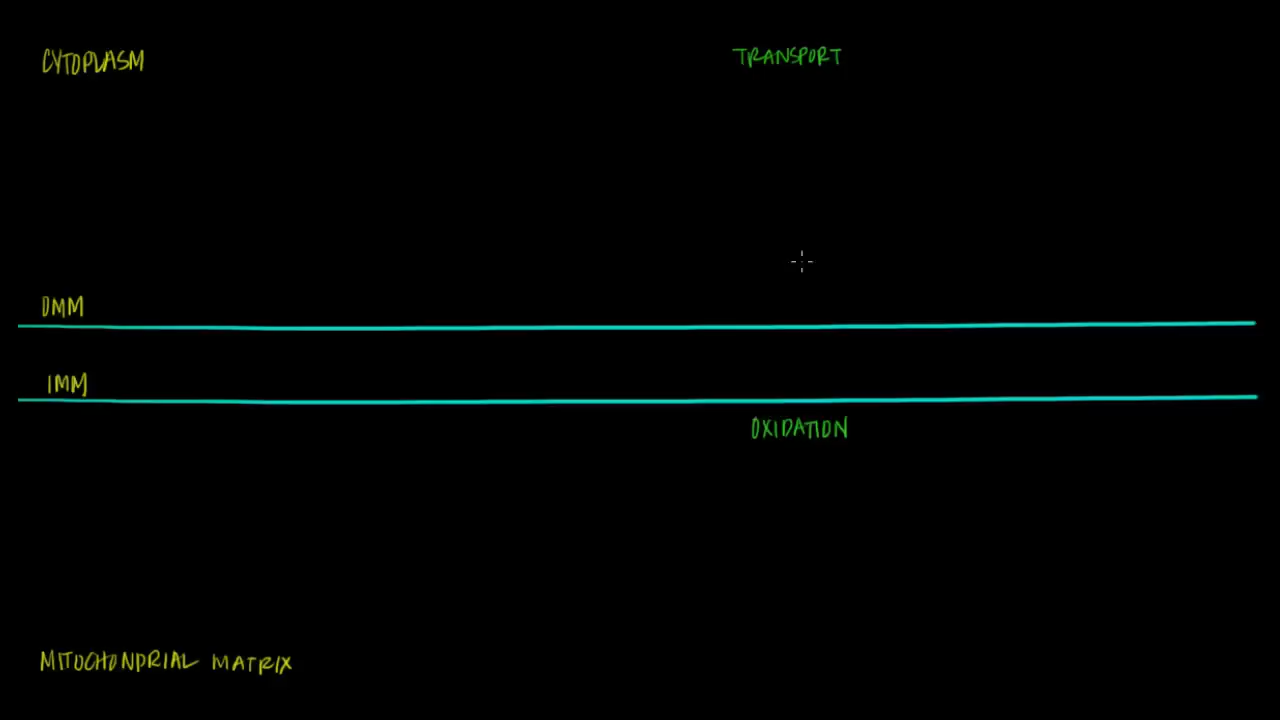 CYTOPLASM
TRANSPORT
OMM
IMM
OXIDATION
MITOCHONDRIAL MATRIX